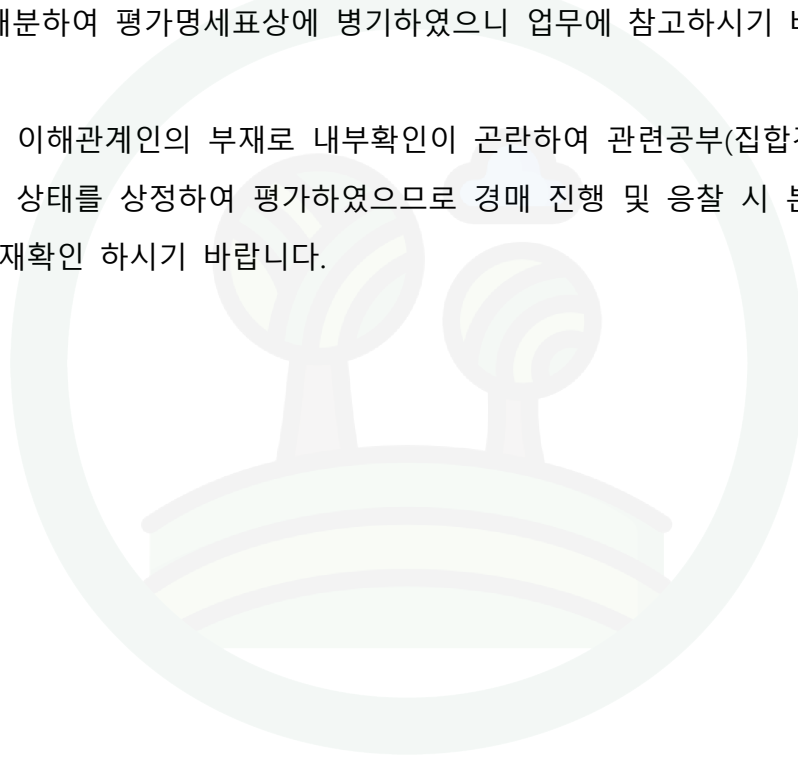 배분하여 평가명세표상에 병기하였으니 업무에 참고하시기
이해관계인의 부재로 내부확인이 곤란하여 관련공부(집합
상태를 상정하여 평가하였으므로 경매 진행 및 응찰 시
재확인 하시기 바랍니다.